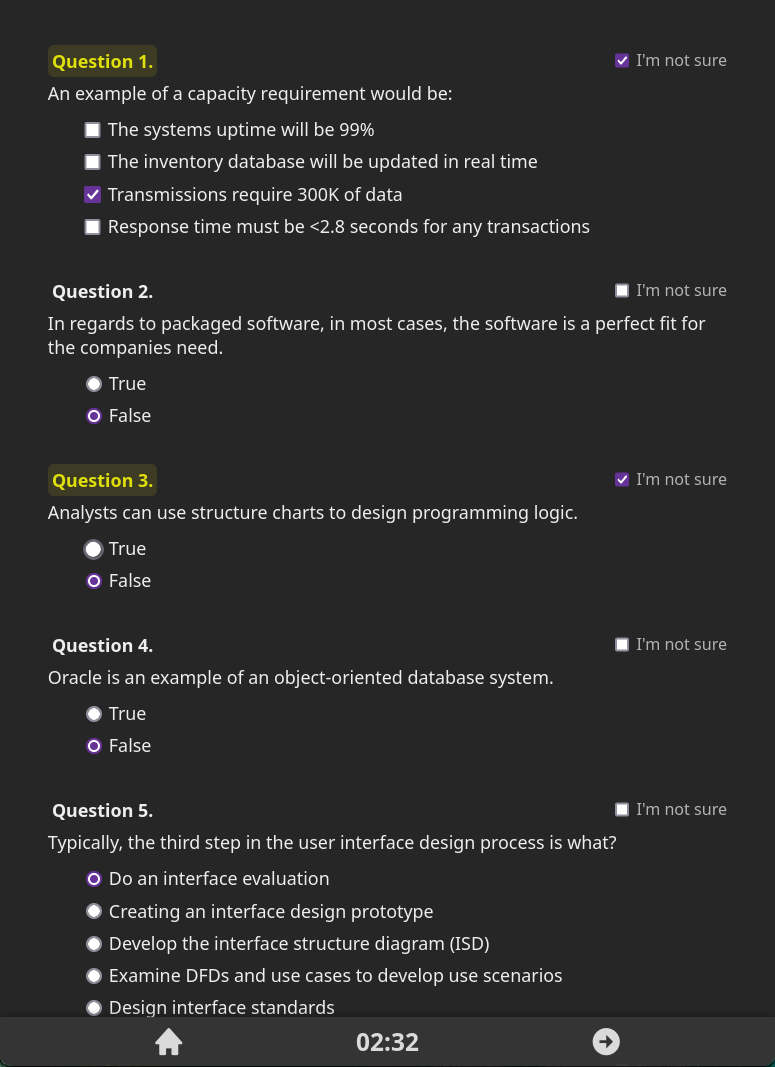 Question 1.
I'm not sure
An example of a capacity requirement would be:
The systems uptime will be 99%
The inventory database will be updated in real time
Transmissions require 300K of data
Response time must be <2.8 seconds for any transactions
Question 2.
I'm not sure
In regards to packaged software, in most cases, the software is a perfect fit for
the companies need.
True
False
Question 3.
I'm not sure
Analysts can use structure charts to design programming logic.
True
False
Question 4.
I'm not sure
Oracle is an example of an object-oriented database system.
True
False
Question 5.
I'm not sure
Typically, the third step in the user interface design process is what?
Do an interface evaluation
Creating an interface design prototype
Develop the interface structure diagram (ISD)
Examine DFDs and use cases to develop use scenarios
Design interface standards
02:32